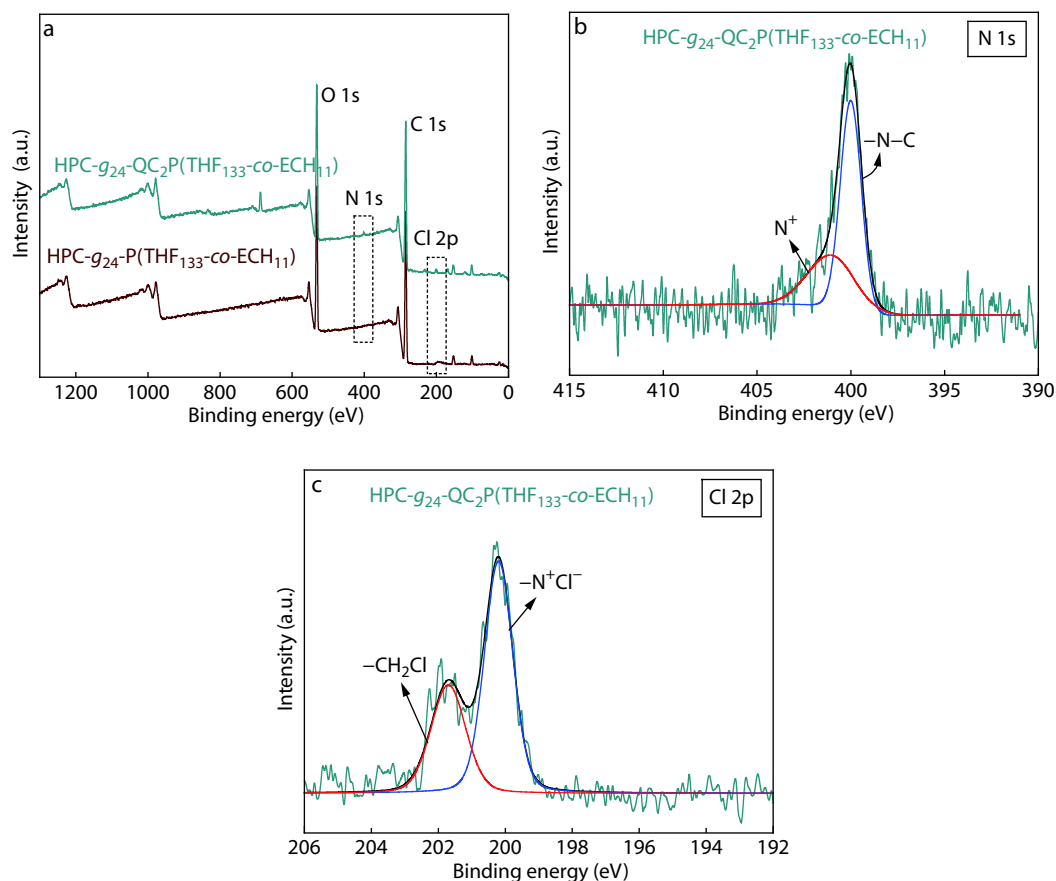 a
O 1s
C 1s
HPC-g₂₄-QC₂P(THF₁₃₃-co-ECH₁₁)
N 1s
Cl 2p
HPC-g₂₄-P(THF₁₃₃-co-ECH₁₁)
Intensity (a.u.)
1200 1000 800 600 400 200 0
Binding energy (eV)
b
HPC-g₂₄-QC₂P(THF₁₃₃-co-ECH₁₁)
N 1s
−N−C
N⁺
Intensity (a.u.)
415 410 405 400 395 390
Binding energy (eV)
c
HPC-g₂₄-QC₂P(THF₁₃₃-co-ECH₁₁)
Cl 2p
−N⁺Cl⁻
−CH₂Cl
Intensity (a.u.)
206 204 202 200 198 196 194 192
Binding energy (eV)